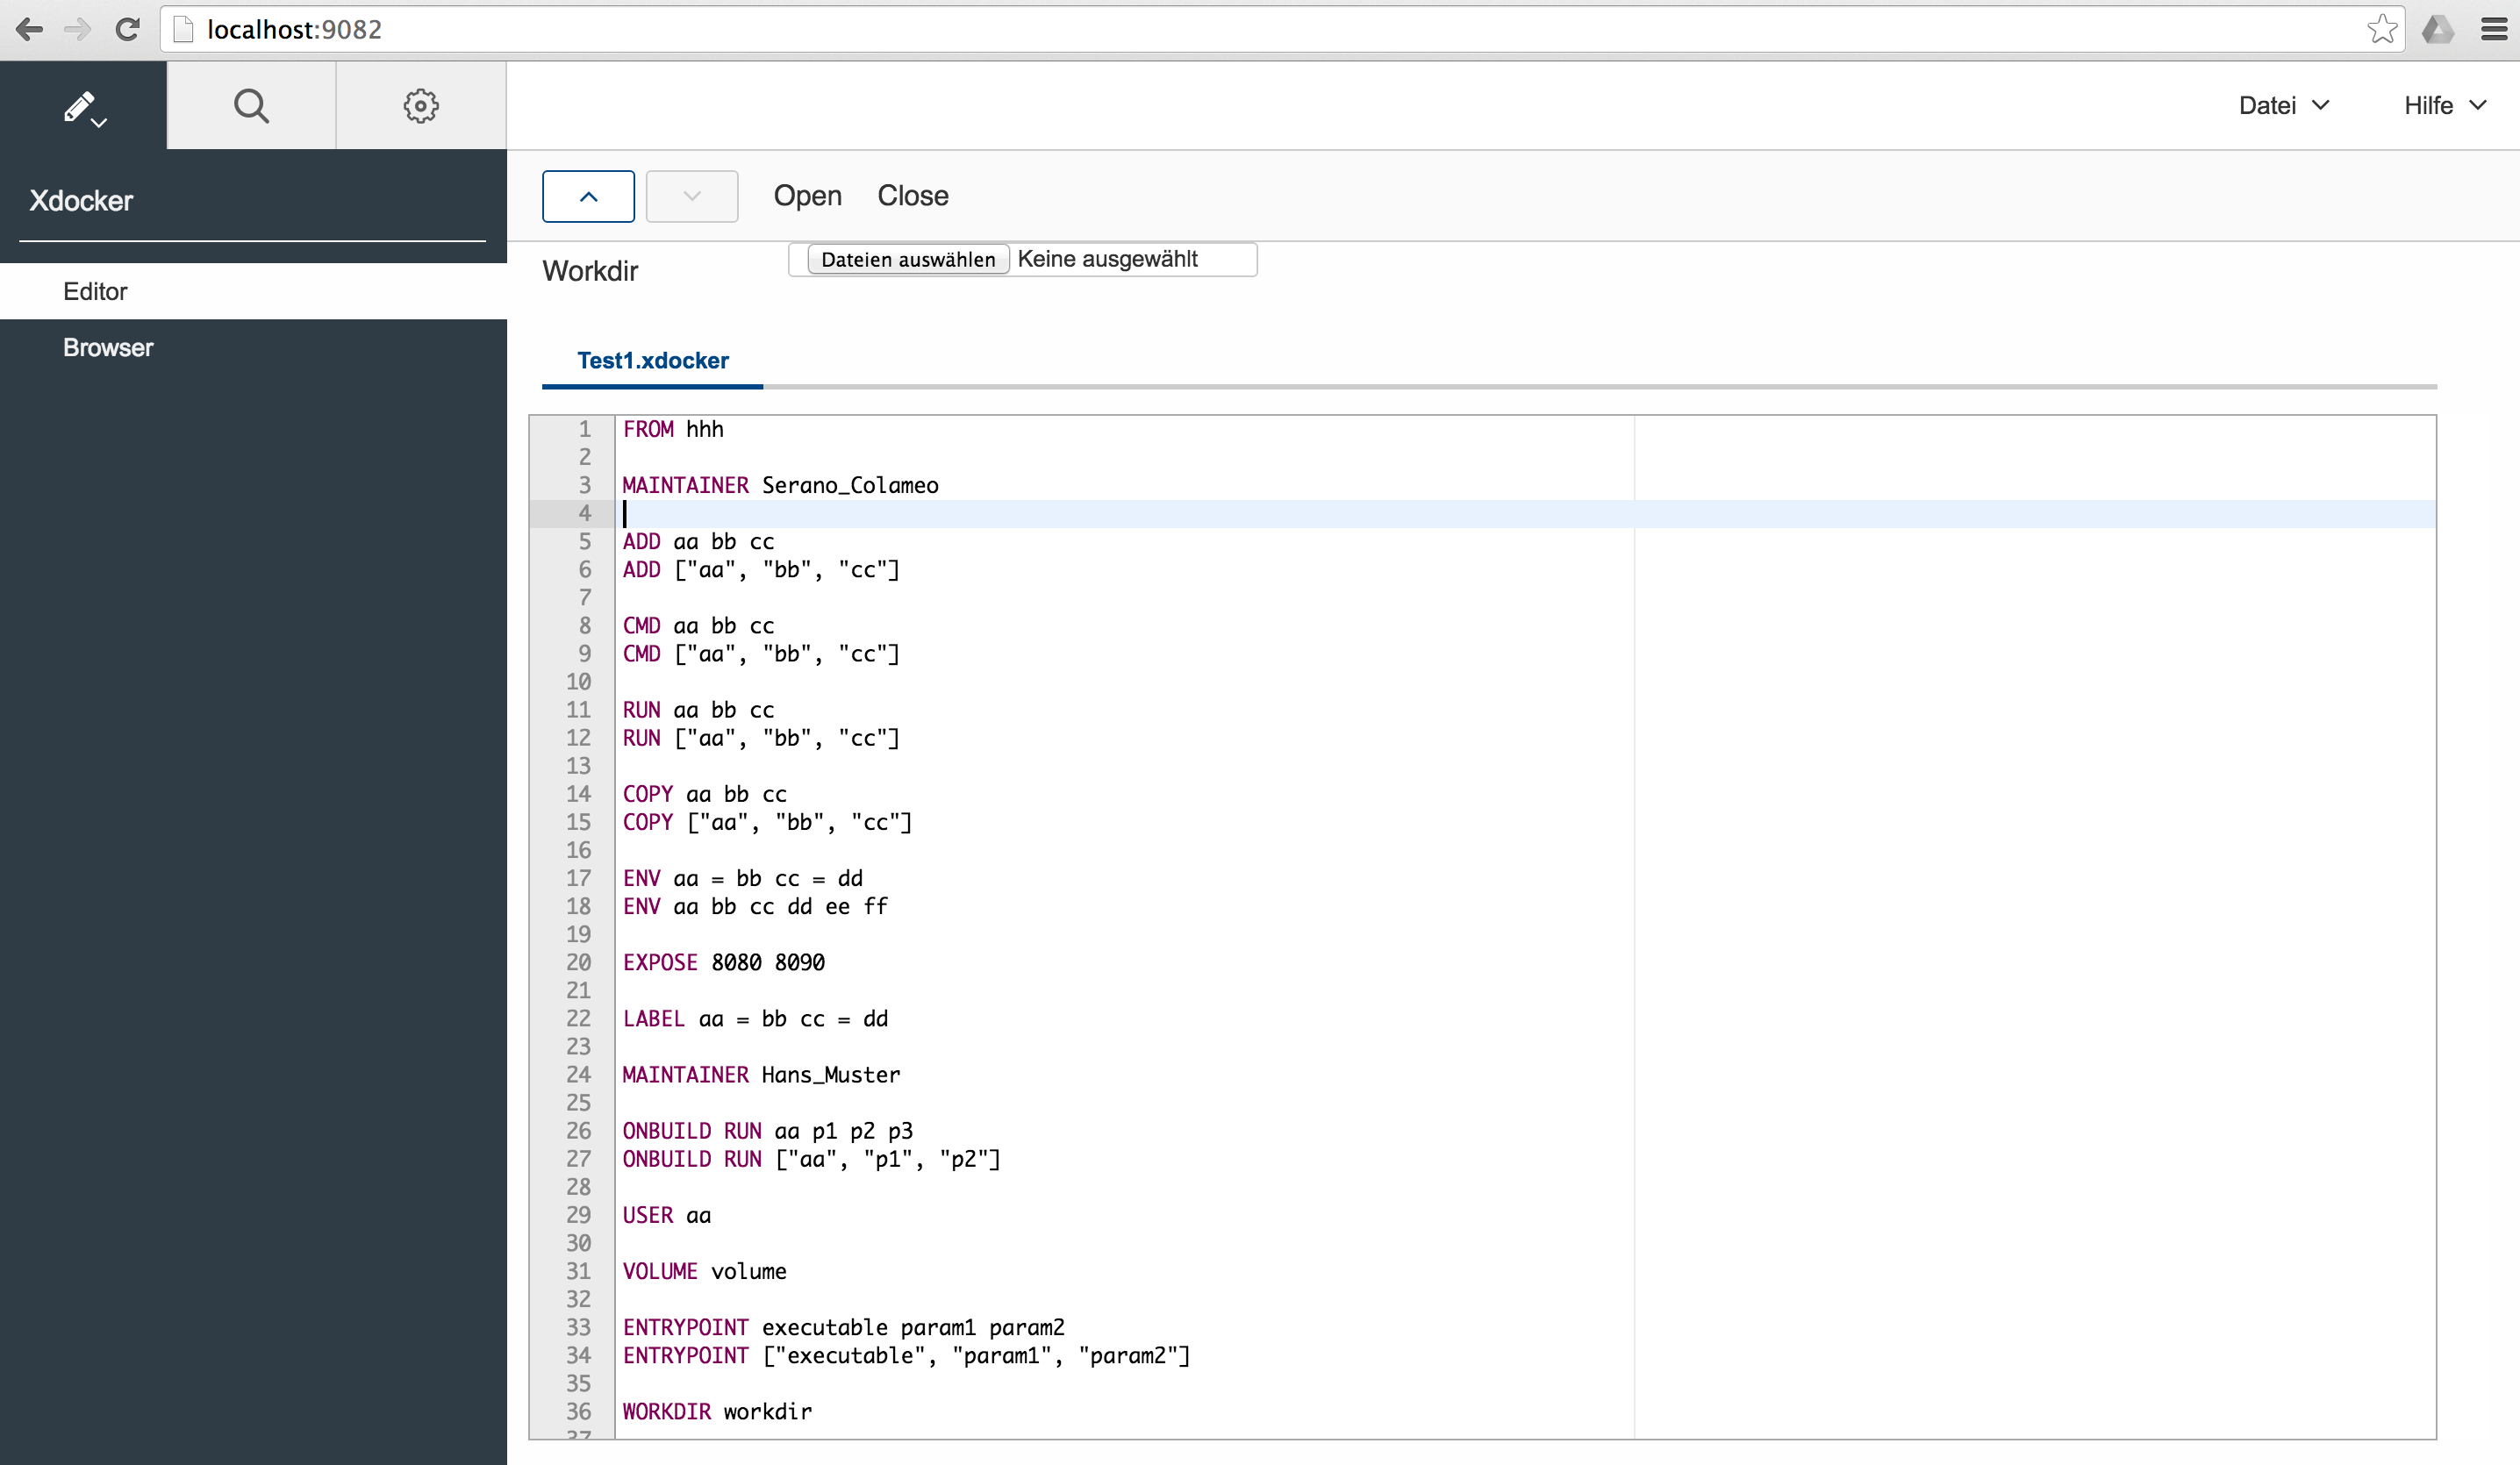 localhost:9082
Datei Hilfe
Xdocker
Editor
Browser
Open Close
Workdir Dateien auswählen Keine ausgewählt
Test1.xdocker
1 FROM hhh
2
3 MAINTAINER Serano_Colameo
4
5 ADD aa bb cc
6 ADD ["aa", "bb", "cc"]
7
8 CMD aa bb cc
9 CMD ["aa", "bb", "cc"]
10
11 RUN aa bb cc
12 RUN ["aa", "bb", "cc"]
13
14 COPY aa bb cc
15 COPY ["aa", "bb", "cc"]
16
17 ENV aa = bb cc = dd
18 ENV aa bb cc dd ee ff
19
20 EXPOSE 8080 8090
21
22 LABEL aa = bb cc = dd
23
24 MAINTAINER Hans_Muster
25
26 ONBUILD RUN aa p1 p2 p3
27 ONBUILD RUN ["aa", "p1", "p2"]
28
29 USER aa
30
31 VOLUME volume
32
33 ENTRYPOINT executable param1 param2
34 ENTRYPOINT ["executable", "param1", "param2"]
35
36 WORKDIR workdir
37